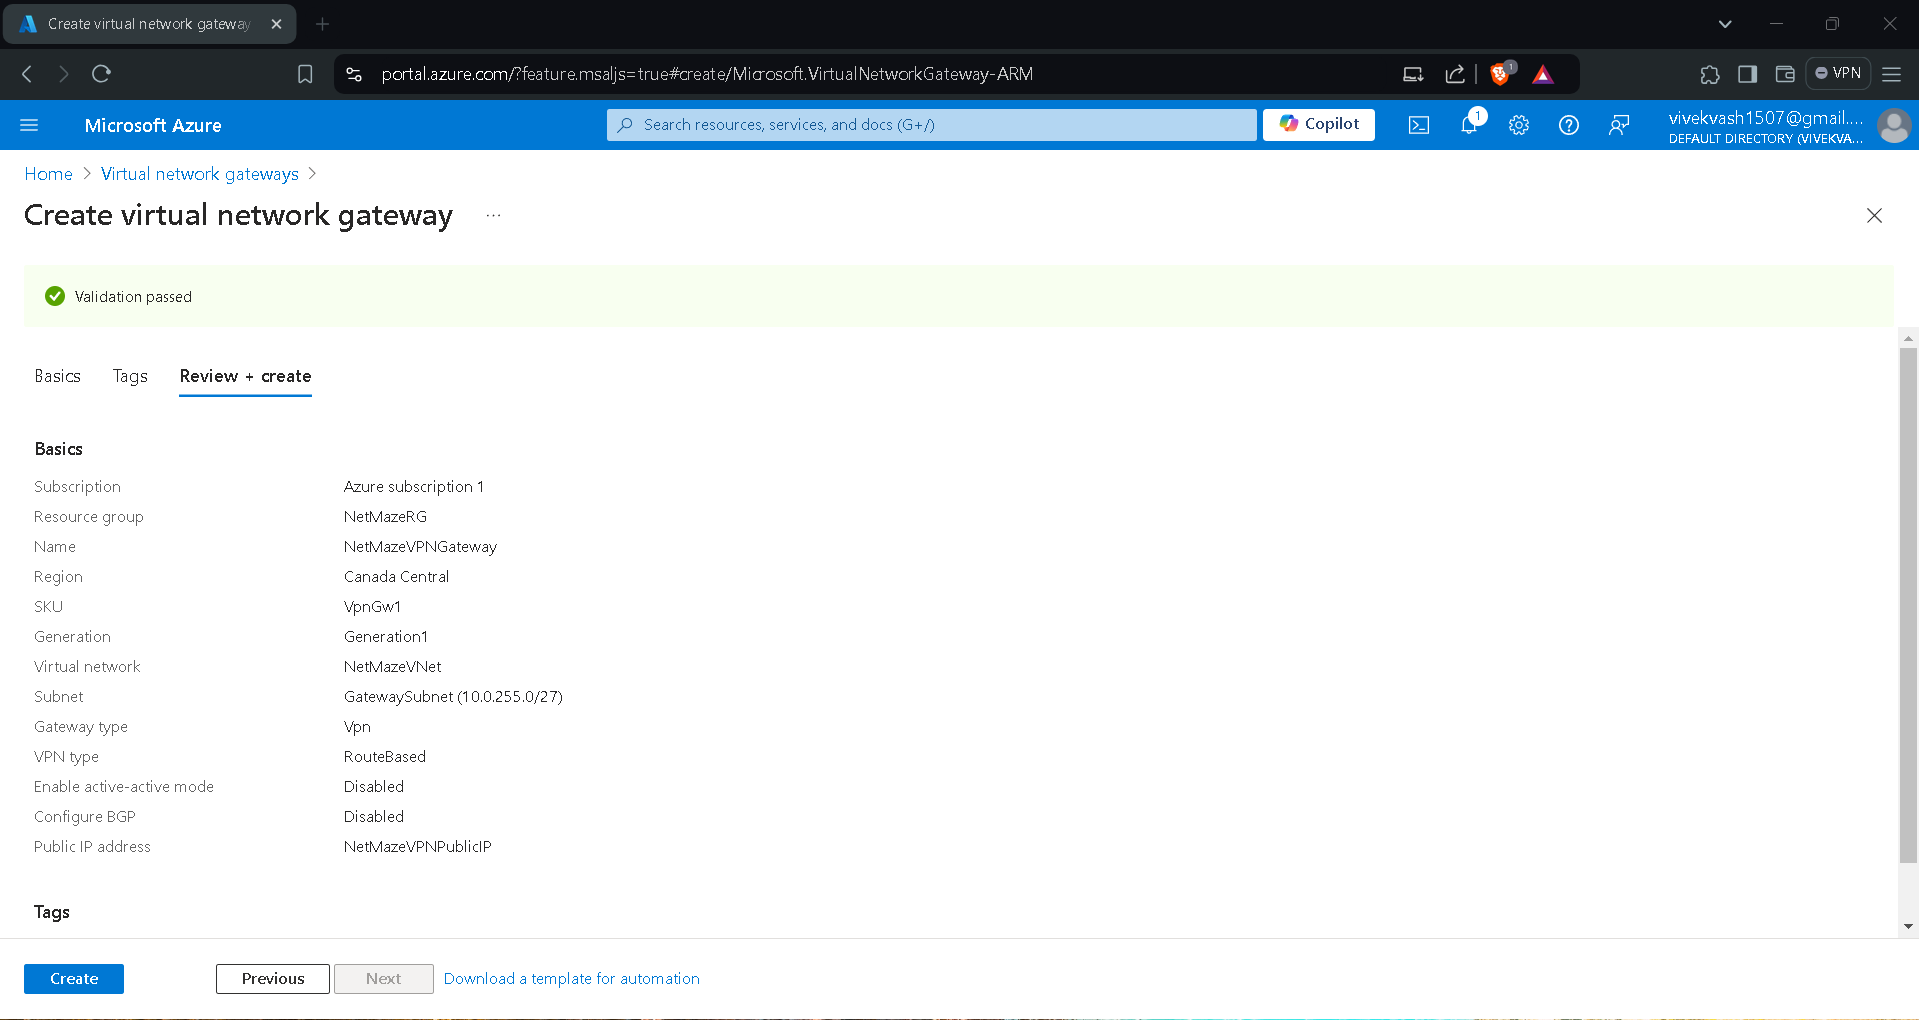 Create virtual network gateway
portal.azure.com/?feature.msaljs=true#create/Microsoft.VirtualNetworkGateway-ARM
1
VPN
Microsoft Azure
Search resources, services, and docs (G+/)
Copilot
1
vivekvash1507@gmail....
DEFAULT DIRECTORY (VIVEKVA...
Home > Virtual network gateways >
Create virtual network gateway ...
Validation passed
Basics Tags Review + create
Basics
Subscription Azure subscription 1
Resource group NetMazeRG
Name NetMazeVPNGateway
Region Canada Central
SKU VpnGw1
Generation Generation1
Virtual network NetMazeVNet
Subnet GatewaySubnet (10.0.255.0/27)
Gateway type Vpn
VPN type RouteBased
Enable active-active mode Disabled
Configure BGP Disabled
Public IP address NetMazeVPNPublicIP
Tags
Create Previous Next Download a template for automation